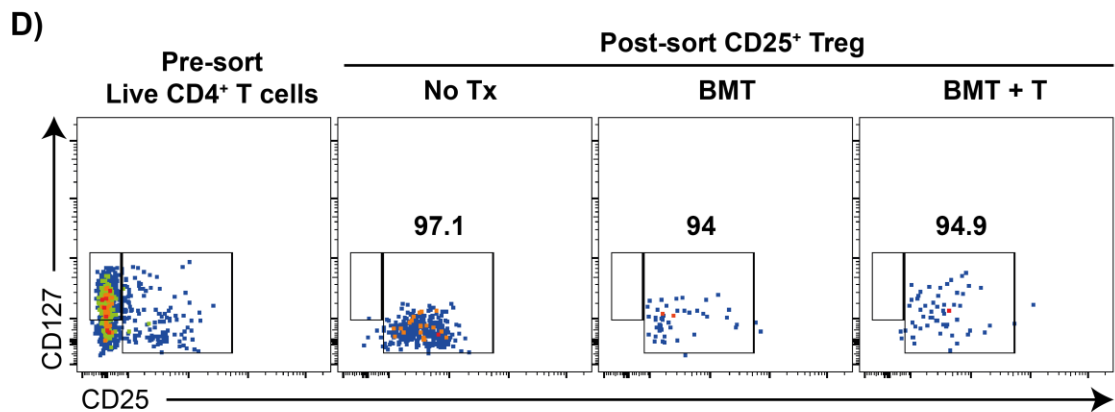 D)
Post-sort CD25⁺ Treg
Pre-sort
Live CD4⁺ T cells
No Tx
BMT
BMT + T
97.1
94
94.9
CD127
CD25